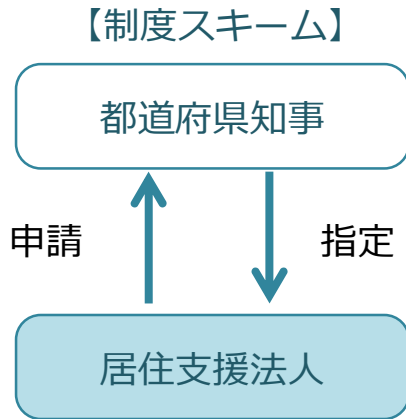 【制度スキーム】
都道府県知事
申請
指定
居住支援法人